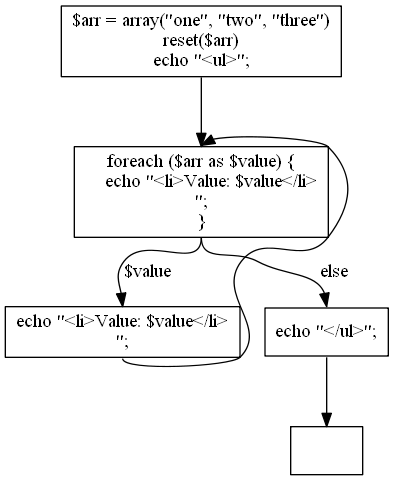 $arr = array("one", "two", "three")
reset($arr)
echo "<ul>";
foreach ($arr as $value) {
echo "<li>Value: $value</li>
";
}
$value
else
echo "<li>Value: $value</li>
";
echo "</ul>";